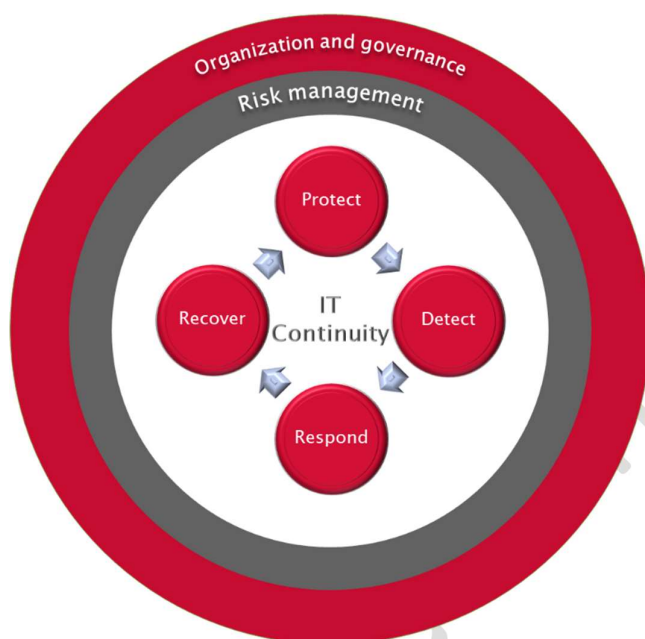 Organization and governance
Risk management
Protect
IT
Continuity
Recover
Detect
Respond